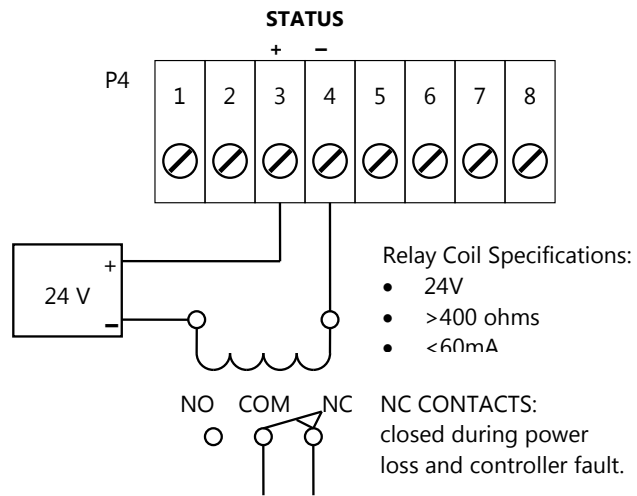 STATUS
+ –
P4
1 2 3 4 5 6 7 8
+
24 V
–
Relay Coil Specifications:
• 24V
• >400 ohms
• <60mA
NO COM NC
NC CONTACTS:
closed during power
loss and controller fault.